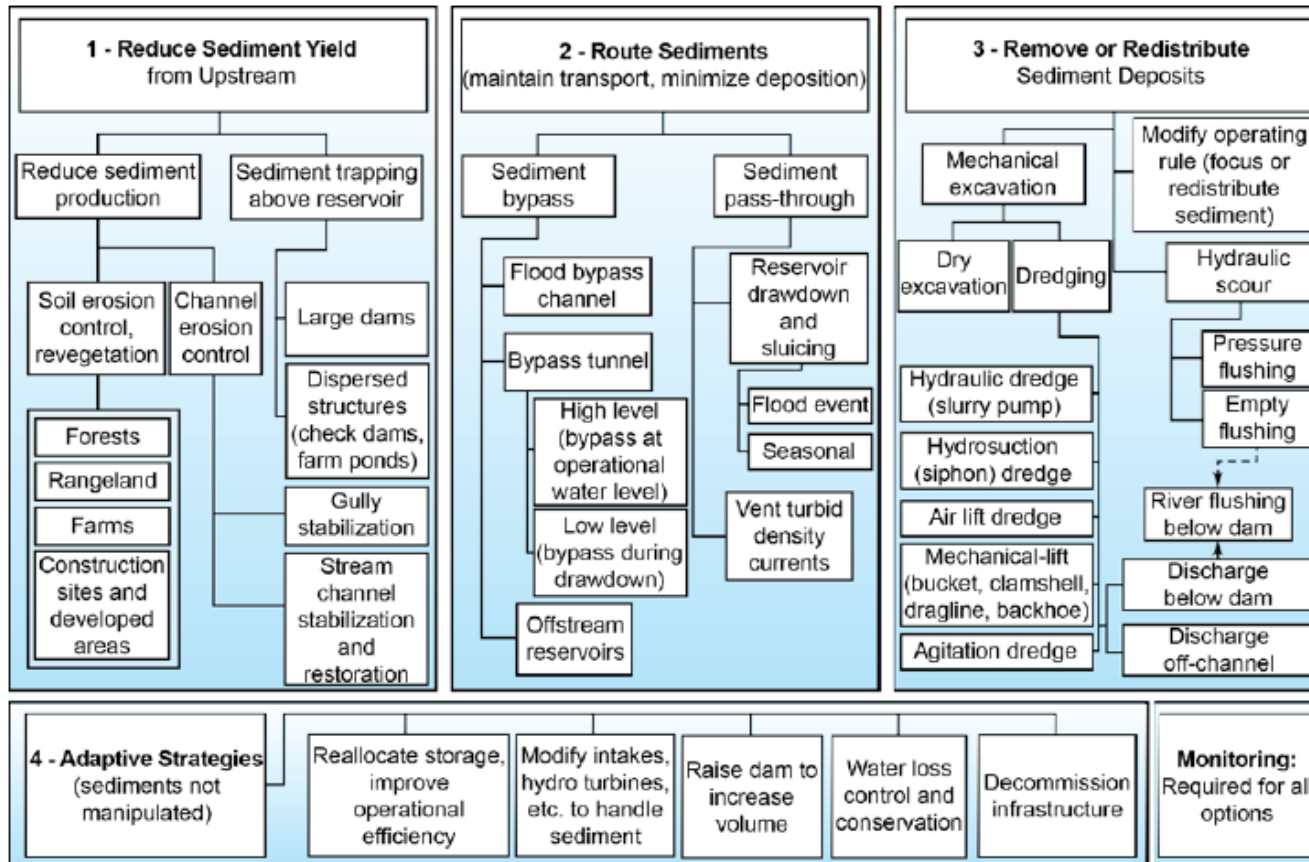 1 - Reduce Sediment Yield
from Upstream
Reduce sediment
production
Sediment trapping
above reservoir
Soil erosion
control,
revegetation
Channel
erosion
control
Large dams
Dispersed
structures
(check dams,
farm ponds)
Forests
Rangeland
Farms
Construction
sites and
developed
areas
Gully
stabilization
Stream
channel
stabilization
and
restoration
2 - Route Sediments
(maintain transport, minimize deposition)
Sediment
bypass
Sediment
pass-through
Flood bypass
channel
Bypass tunnel
High level
(bypass at
operational
water level)
Low level
(bypass during
drawdown)
Offstream
reservoirs
Reservoir
drawdown
and
sluicing
Flood event
Seasonal
Vent turbid
density
currents
3 - Remove or Redistribute
Sediment Deposits
Mechanical
excavation
Modify operating
rule (focus or
redistribute
sediment)
Dry
excavation
Dredging
Hydraulic
scour
Pressure
flushing
Empty
flushing
Hydraulic dredge
(slurry pump)
Hydrosuction
(siphon) dredge
Air lift dredge
Mechanical-lift
(bucket, clamshell,
dragline, backhoe)
Agitation dredge
River flushing
below dam
Discharge
below dam
Discharge
off-channel
4 - Adaptive Strategies
(sediments not
manipulated)
Reallocate storage,
improve
operational
efficiency
Modify intakes,
hydro turbines,
etc. to handle
sediment
Raise dam to
increase
volume
Water loss
control and
conservation
Decommission
infrastructure
Monitoring:
Required for all
options